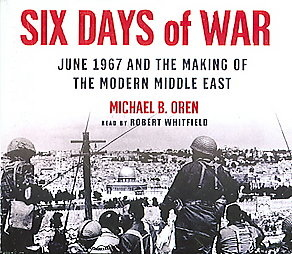 SIX DAYS of WAR
JUNE 1967 AND THE MAKING OF
THE MODERN MIDDLE EAST
MICHAEL B. OREN
READ BY ROBERT WHITFIELD